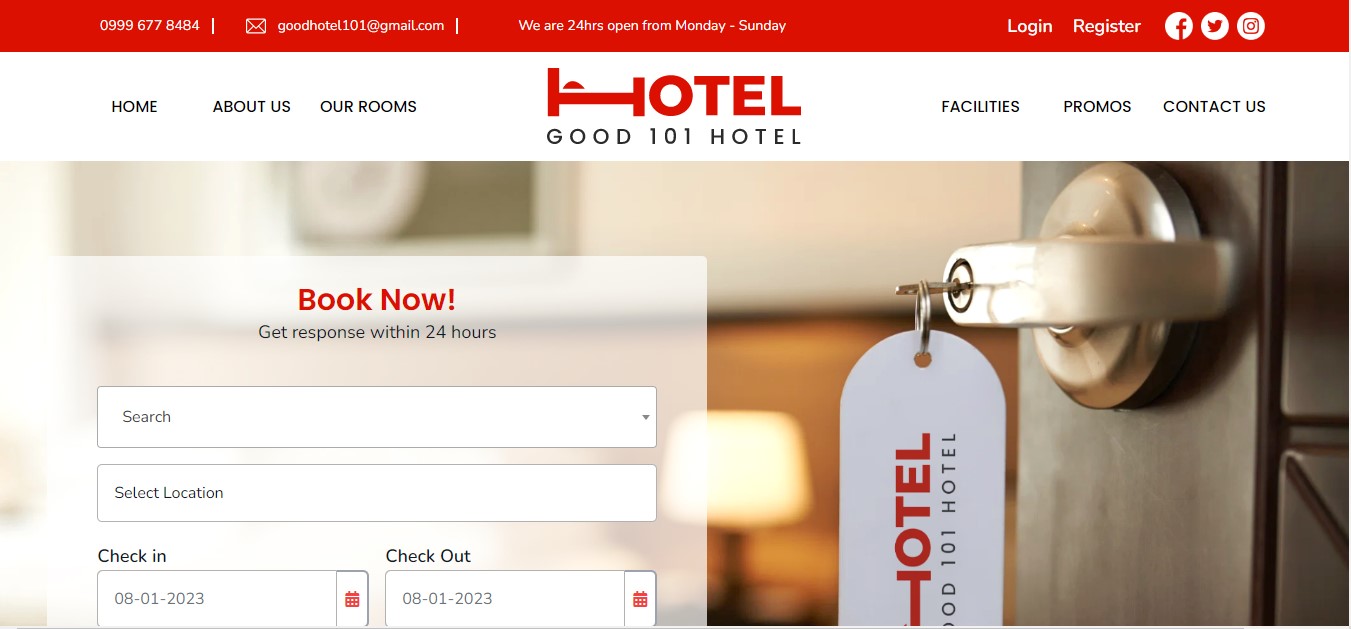 0999 677 8484
goodhotel101@gmail.com
We are 24hrs open from Monday - Sunday
Login
Register
HOME
ABOUT US
OUR ROOMS
HOTEL
GOOD 101 HOTEL
FACILITIES
PROMOS
CONTACT US
Book Now!
Get response within 24 hours
Search
Select Location
Check in
Check Out
08-01-2023
08-01-2023
HOTEL
OOD 101 HOTEL